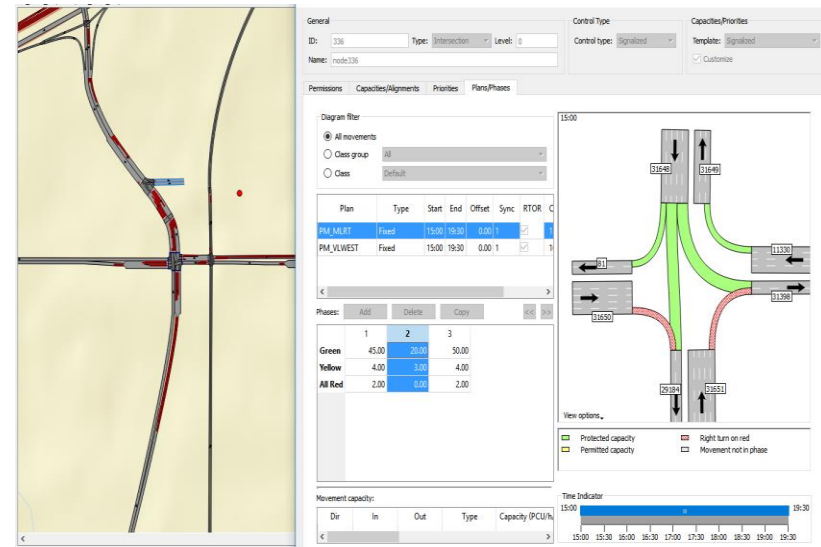 General
Control Type
Capacities/Priorities
ID: 336 Type: Intersection Level: 0
Control type: Signalized
Template: Signalized
Name: node336
Customize
Permissions Capacities/Alignments Priorities Plans/Phases
Diagram filter
All movements
Class group All
Class Default
Plan Type Start End Offset Sync RTOR C
PM_MLRT Fixed 15:00 19:30 0.00 1
PM_VLWEST Fixed 15:00 19:30 0.00 1
< >
Phases: Add Delete Copy << >>
1 2 3
Green 45.00 20.00 50.00
Yellow 4.00 3.00 4.00
All Red 2.00 0.00 2.00
Movement capacity:
Dir In Out Type Capacity (PCU/h
< >
15:00
31648
31649
11330
81
31398
31650
29184
31651
View options
Protected capacity Right turn on red
Permitted capacity Movement not in phase
Time Indicator
15:00 19:30
15:00 15:30 16:00 16:30 17:00 17:30 18:00 18:30 19:00 19:30